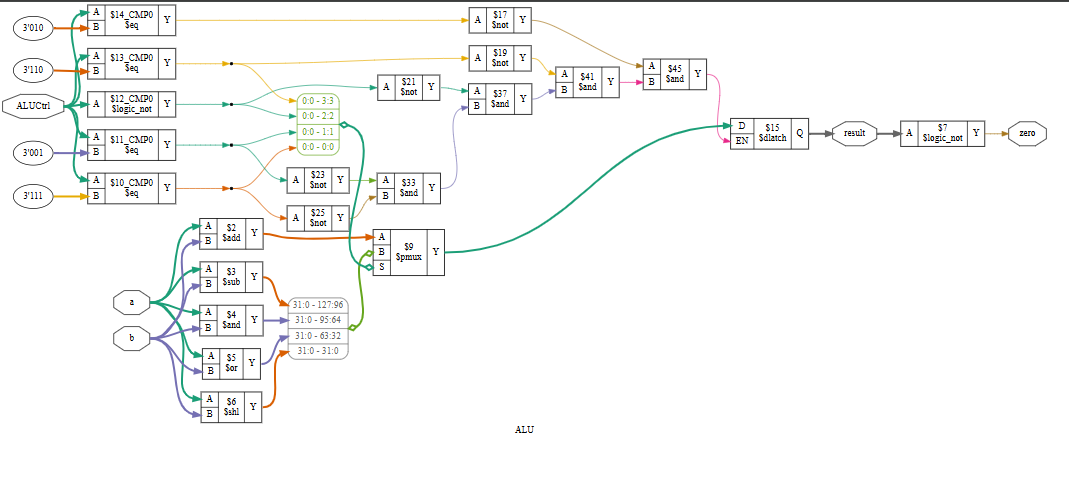 3'010
3'110
ALUCtrl
3'001
3'111
A
B
$14_CMP0
$eq
Y
A
B
$13_CMP0
$eq
Y
A
$12_CMP0
$logic_not
Y
A
B
$11_CMP0
$eq
Y
A
B
$10_CMP0
$eq
Y
0:0 - 3:3
0:0 - 2:2
0:0 - 1:1
0:0 - 0:0
A
$23
$not
Y
A
$25
$not
Y
A
$21
$not
Y
A
B
$33
$and
Y
A
$17
$not
Y
A
$19
$not
Y
A
B
$37
$and
Y
A
B
$41
$and
Y
A
B
$45
$and
Y
a
b
A
B
$2
$add
Y
A
B
$3
$sub
Y
A
B
$4
$and
Y
A
B
$5
$or
Y
A
B
$6
$shl
Y
31:0 - 127:96
31:0 - 95:64
31:0 - 63:32
31:0 - 31:0
A
B
S
$9
$pmux
Y
D
EN
$15
$dlatch
Q
result
A
$7
$logic_not
Y
zero
ALU